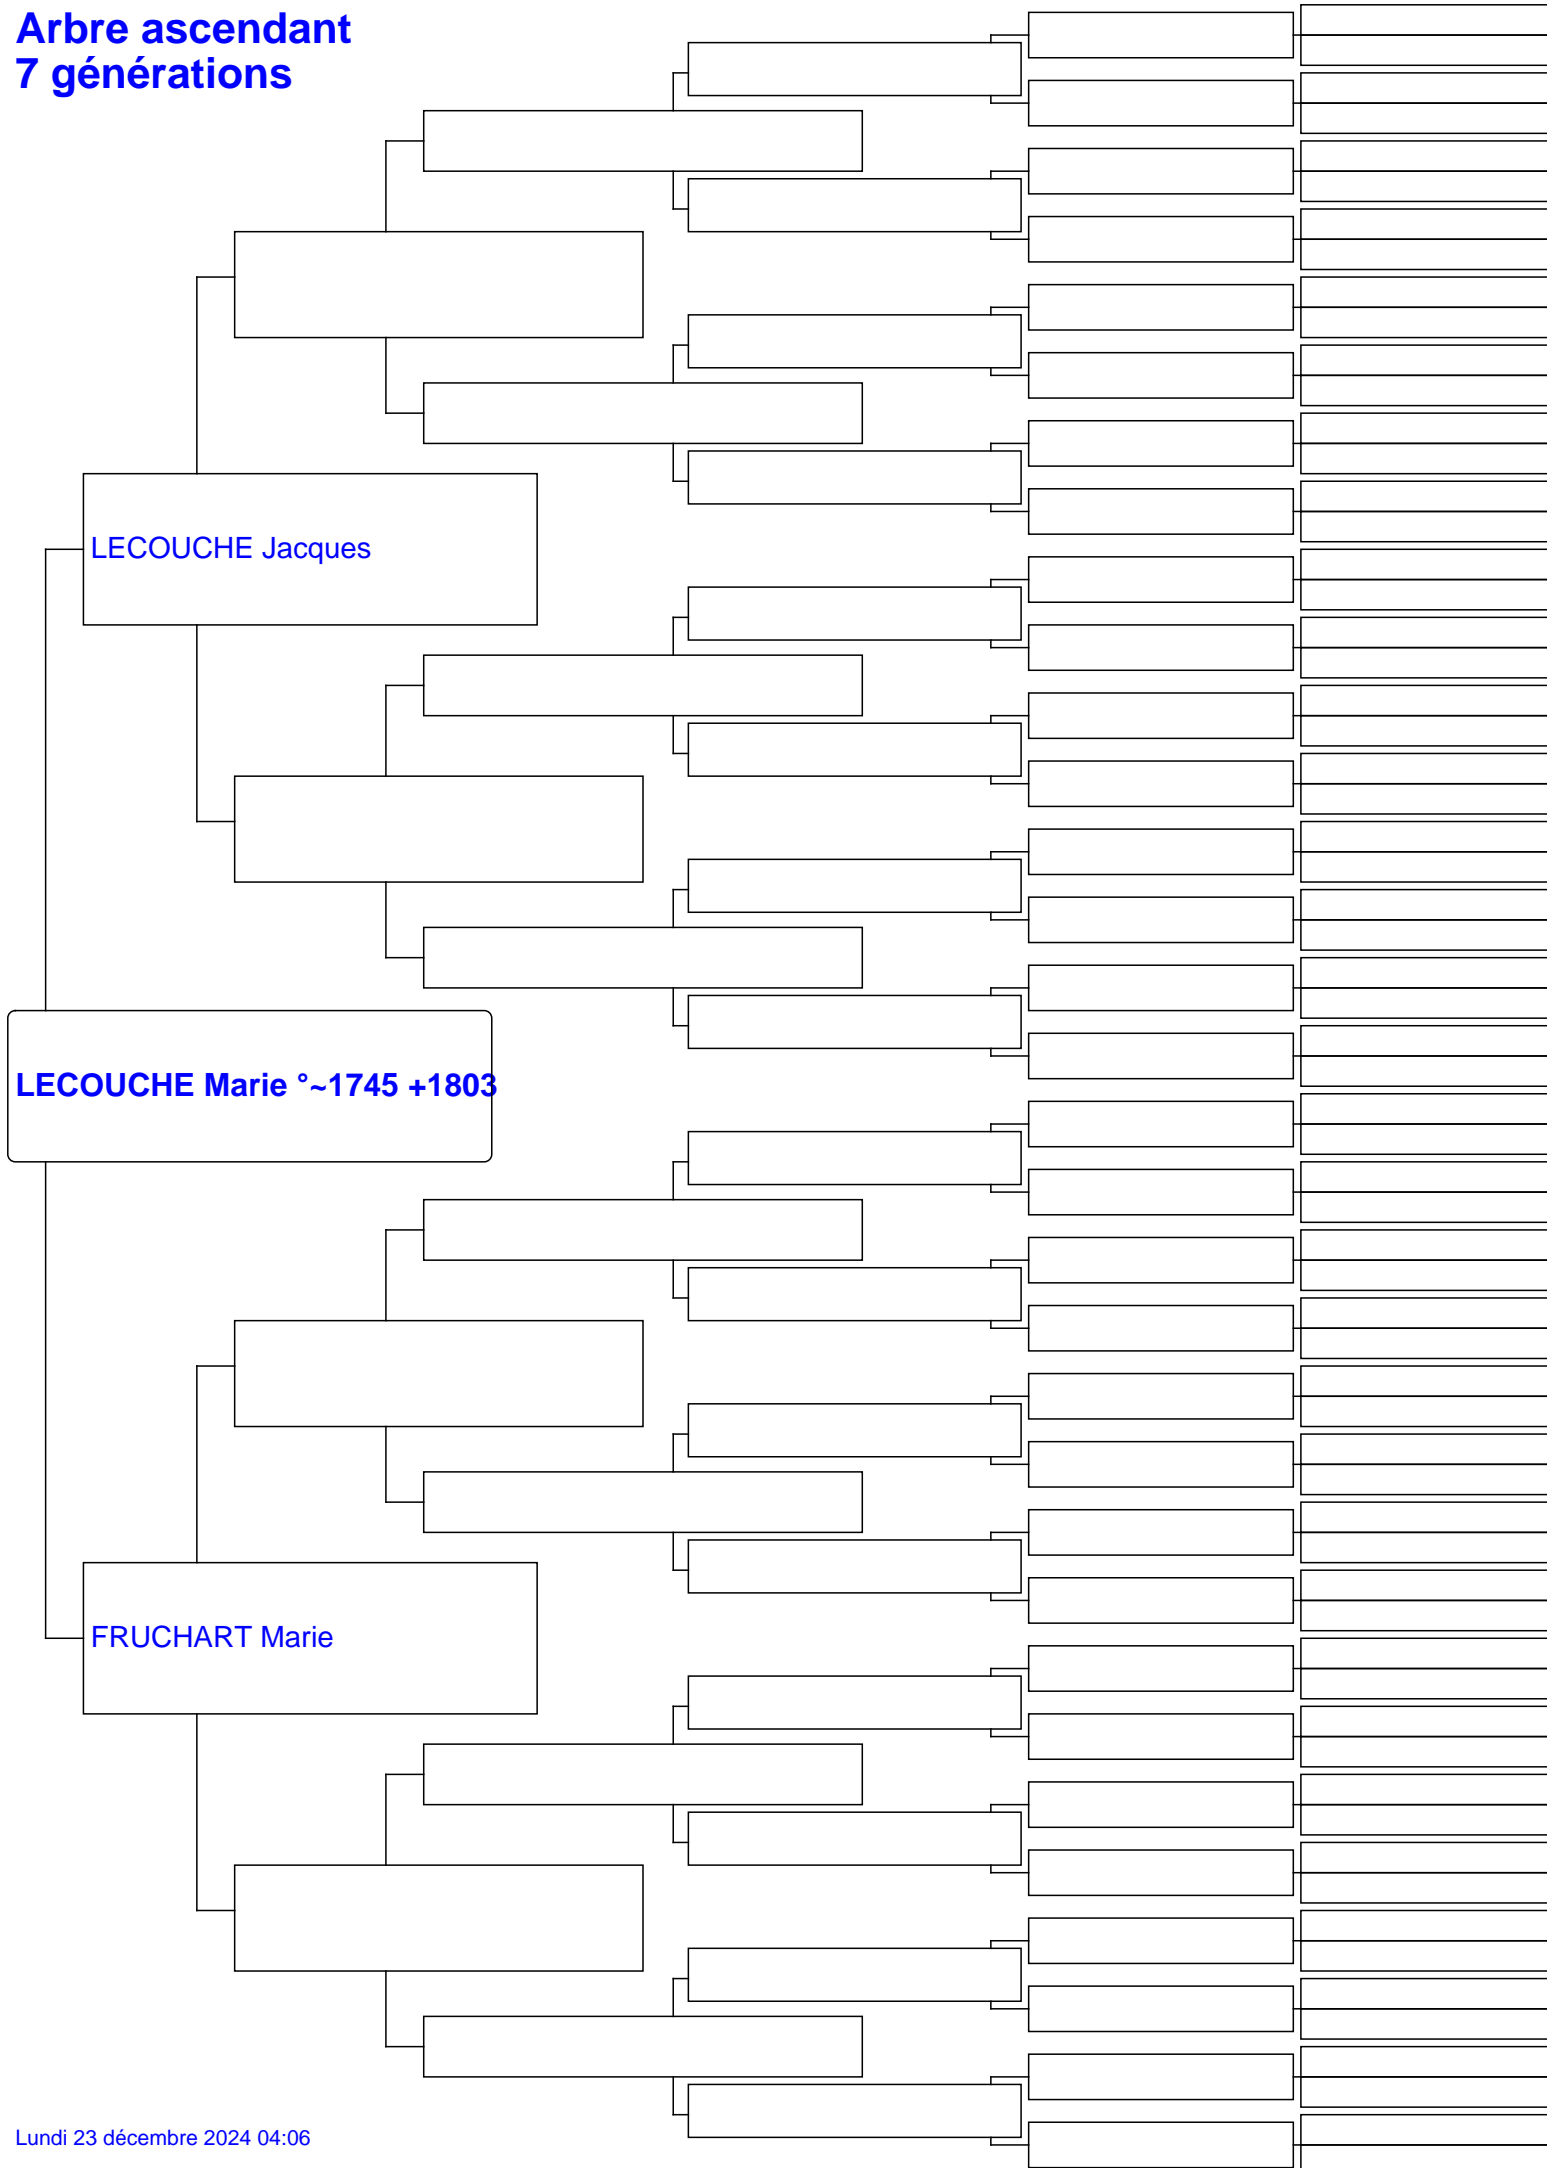 Arbre ascendant
7 générations
LECOUCHE Jacques
LECOUCHE Marie °~1745 +1803
FRUCHART Marie
Lundi 23 décembre 2024 04:06